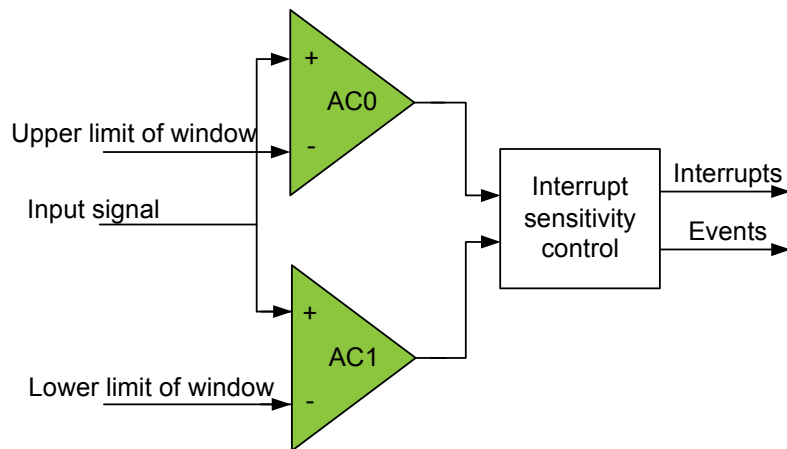 +
AC0
-
Upper limit of window
Input signal
Interrupt
sensitivity
control
Interrupts
Events
+
AC1
-
Lower limit of window